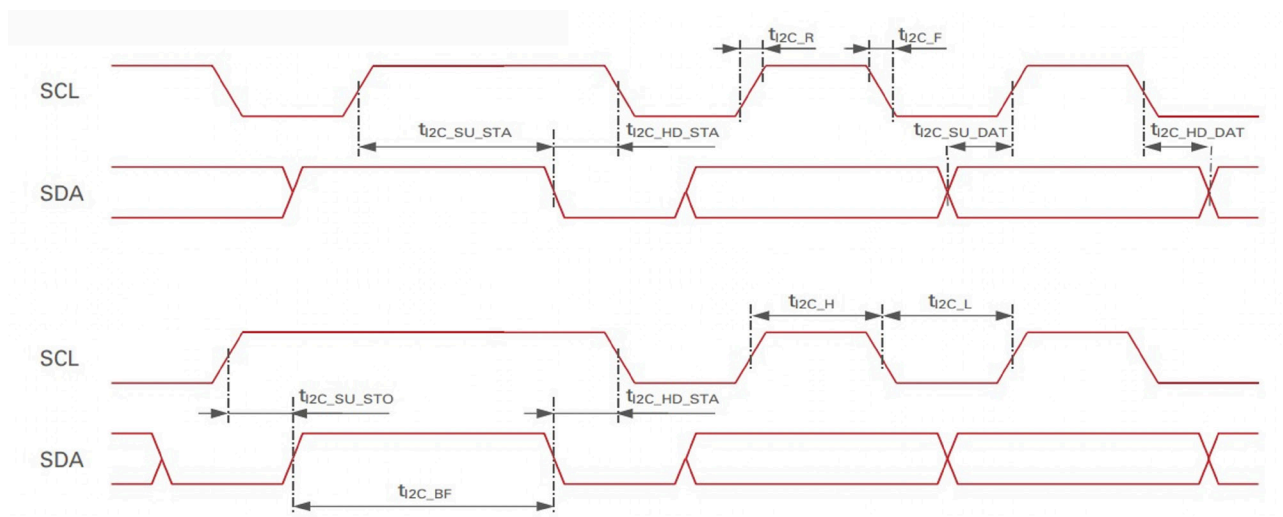 tI2C_R
tI2C_F
SCL
tI2C_SU_STA
tI2C_HD_STA
tI2C_SU_DAT
tI2C_HD_DAT
SDA
tI2C_H
tI2C_L
SCL
tI2C_SU_STO
tI2C_HD_STA
SDA
tI2C_BF